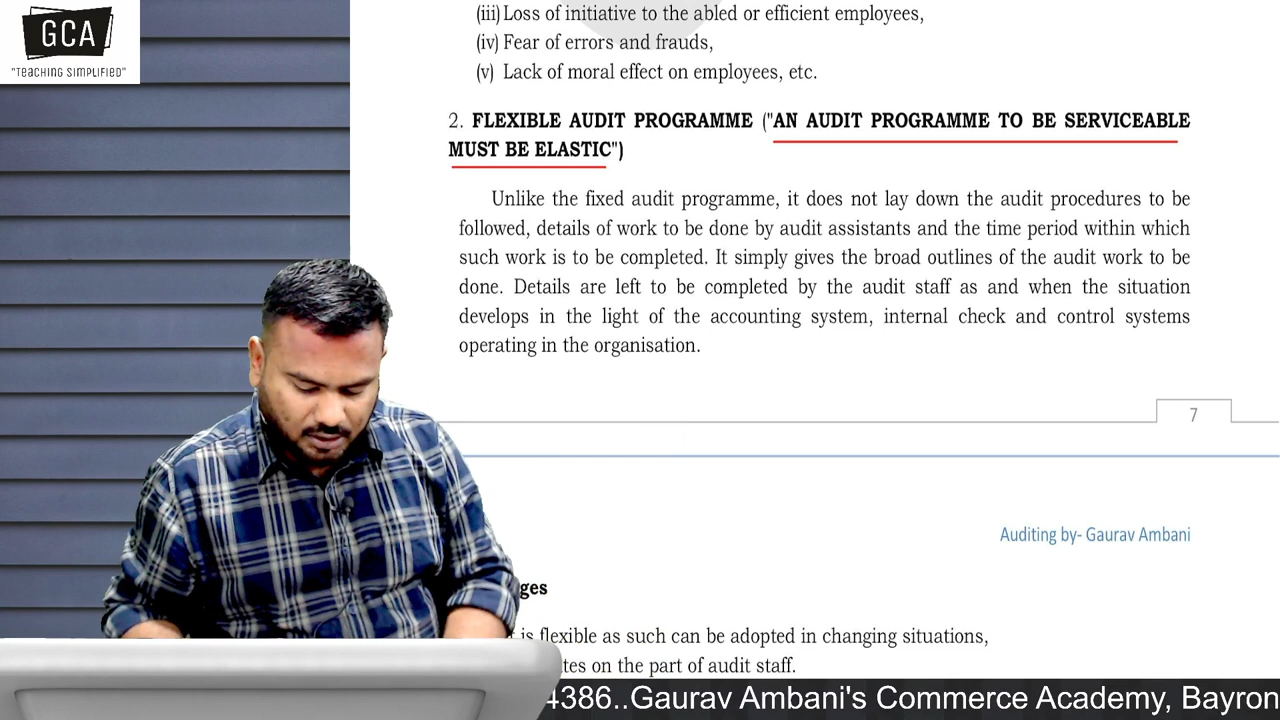 GCA
"TEACHING SIMPLIFIED"
(iii) Loss of initiative to the abled or efficient employees,
(iv) Fear of errors and frauds,
(v) Lack of moral effect on employees, etc.
2. FLEXIBLE AUDIT PROGRAMME ("AN AUDIT PROGRAMME TO BE SERVICEABLE
MUST BE ELASTIC")
Unlike the fixed audit programme, it does not lay down the audit procedures to be
followed, details of work to be done by audit assistants and the time period within which
such work is to be completed. It simply gives the broad outlines of the audit work to be
done. Details are left to be completed by the audit staff as and when the situation
develops in the light of the accounting system, internal check and control systems
operating in the organisation.
7
Auditing by- Gaurav Ambani
ges
is flexible as such can be adopted in changing situations,
tes on the part of audit staff.
4386..Gaurav Ambani's Commerce Academy, Bayron